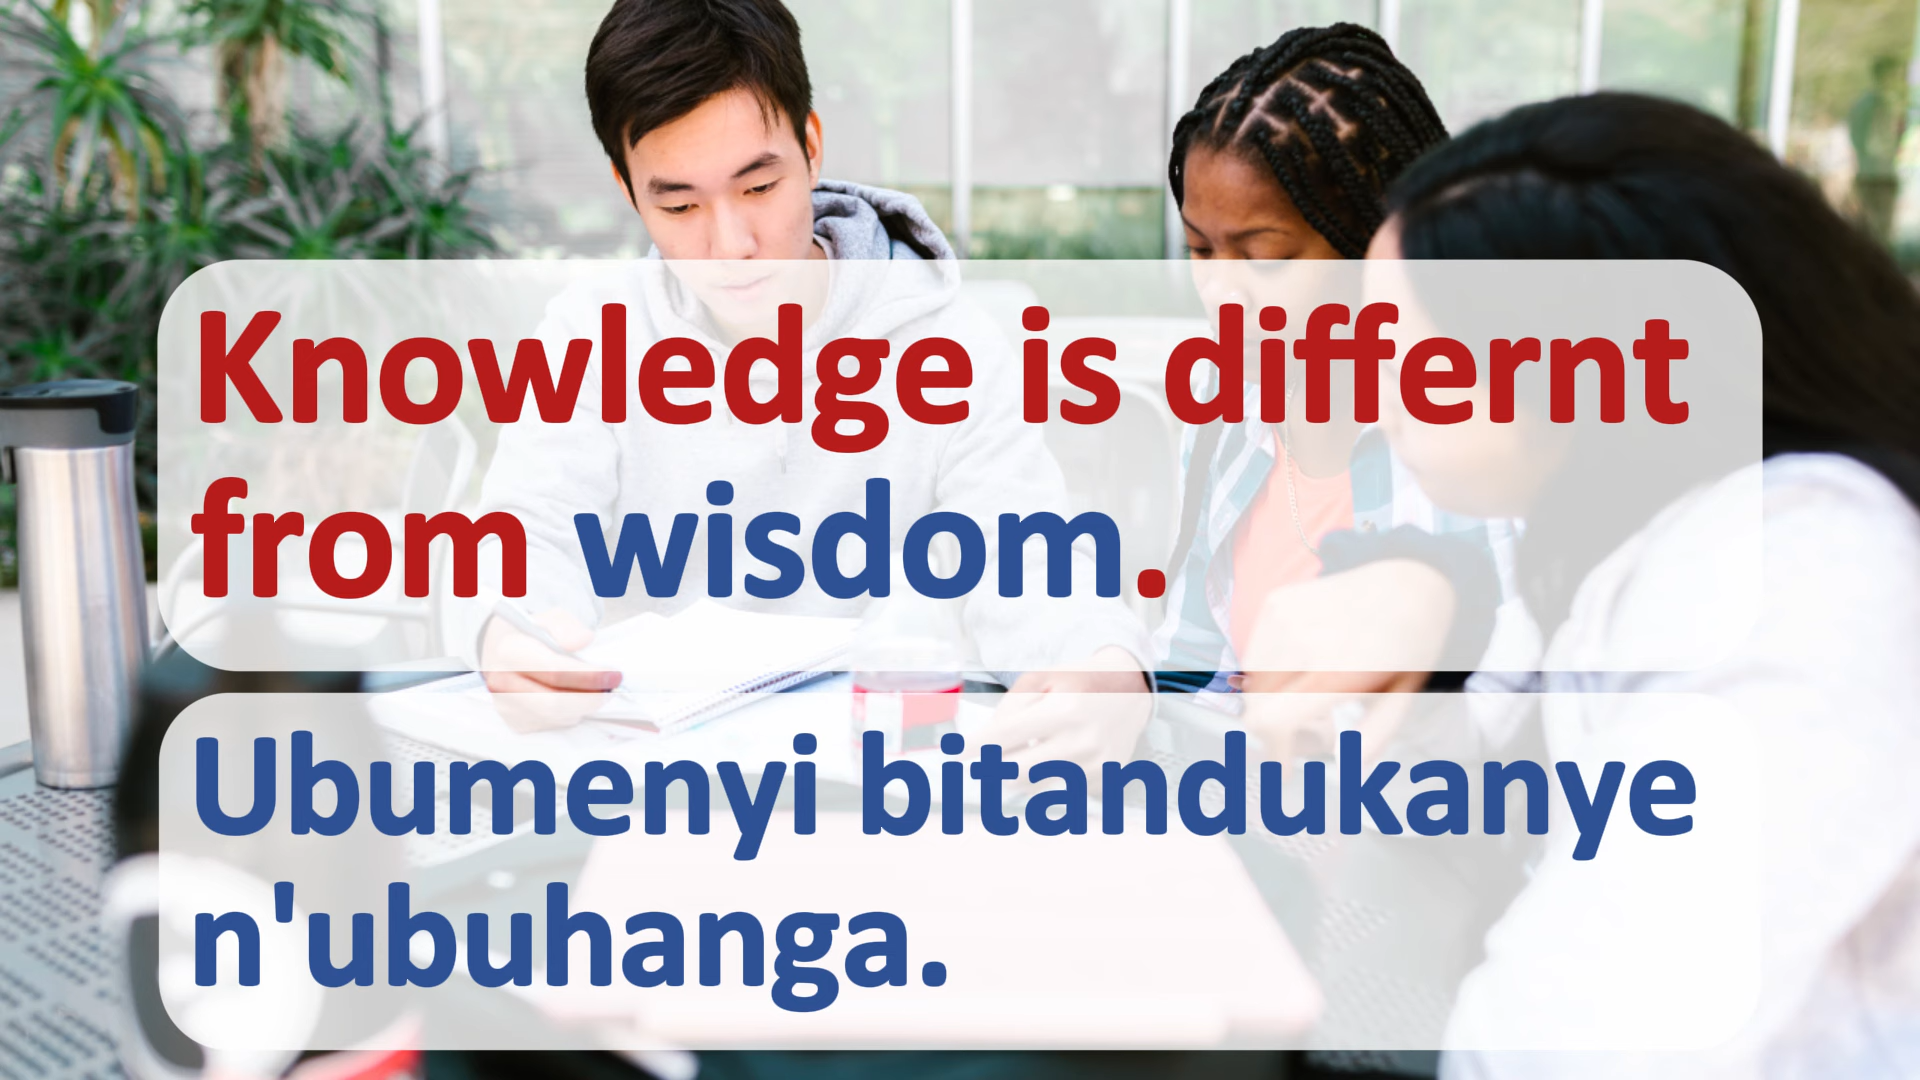 Knowledge is differnt
from wisdom.
Ubumenyi bitandukanye
n'ubuhanga.